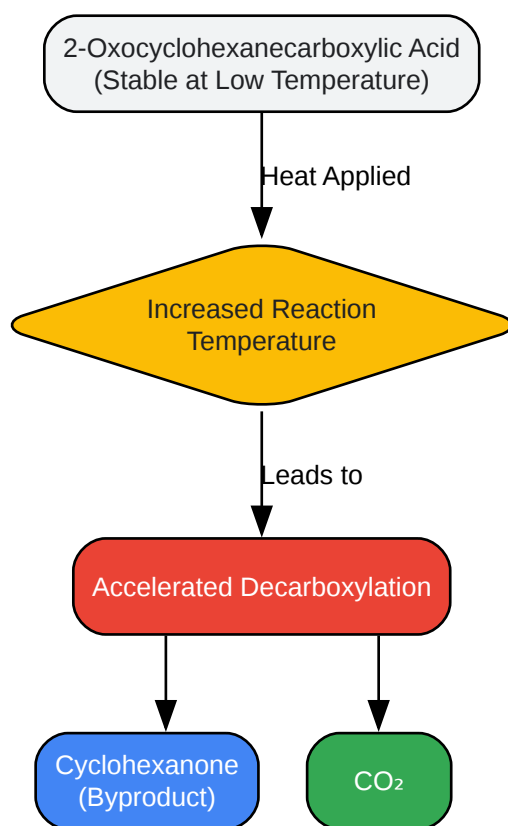 2-Oxocyclohexanecarboxylic Acid
(Stable at Low Temperature)
Heat Applied
Increased Reaction
Temperature
Leads to
Accelerated Decarboxylation
Cyclohexanone
(Byproduct)
CO₂